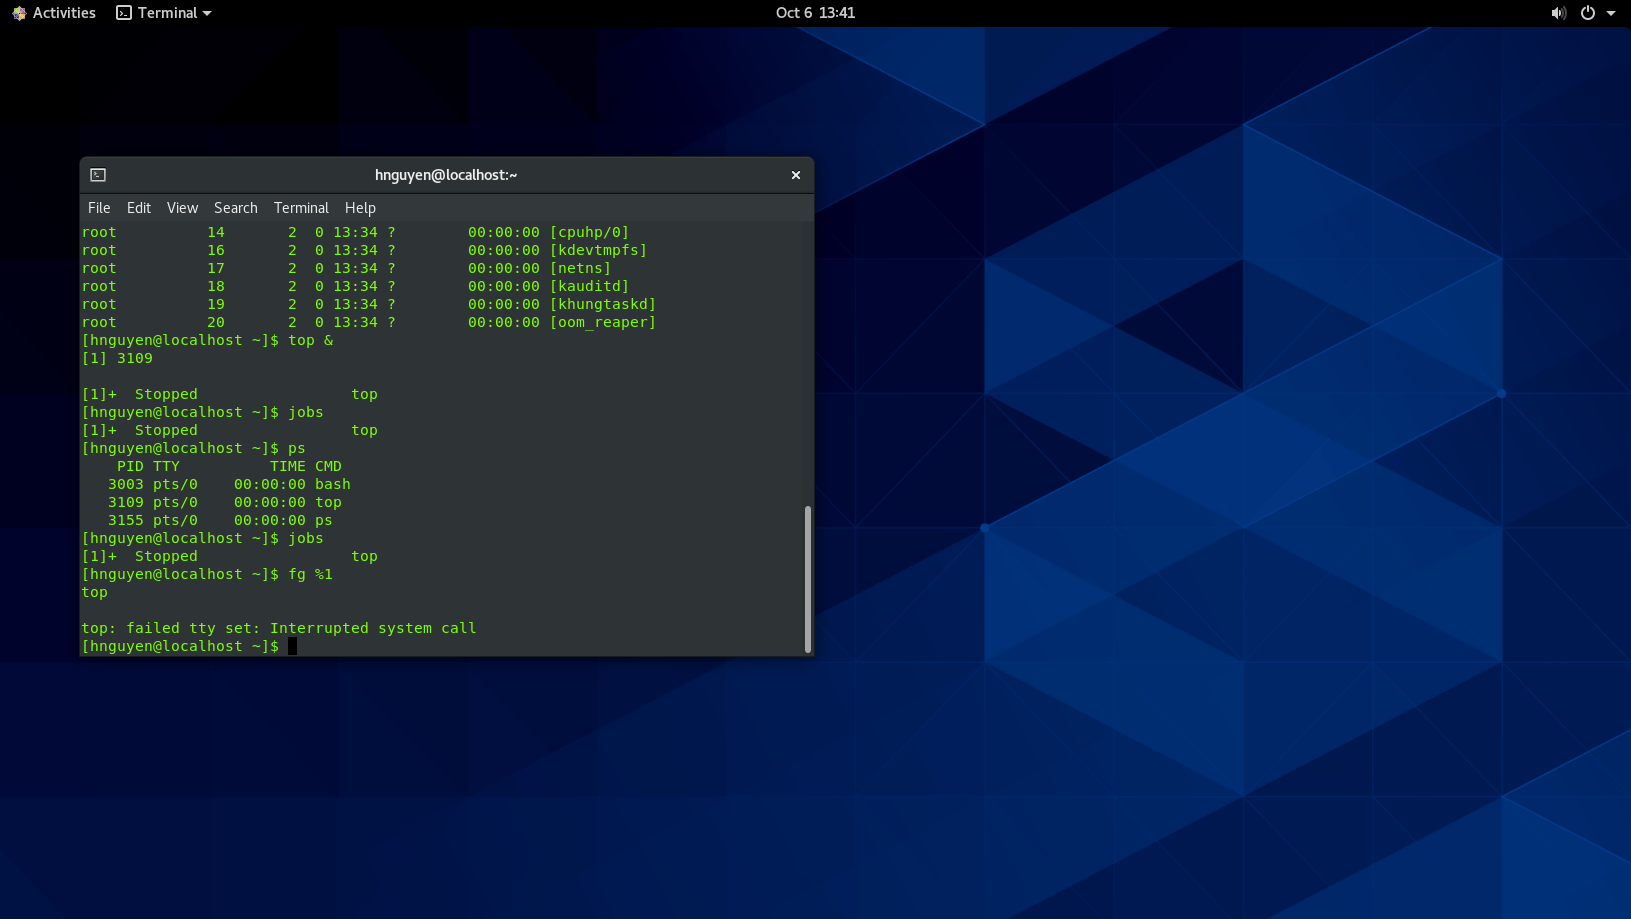 Activities Terminal Oct 6 13:41
hnguyen@localhost:~
File Edit View Search Terminal Help
root 14 2 0 13:34 ? 00:00:00 [cpuhp/0]
root 16 2 0 13:34 ? 00:00:00 [kdevtmpfs]
root 17 2 0 13:34 ? 00:00:00 [netns]
root 18 2 0 13:34 ? 00:00:00 [kauditd]
root 19 2 0 13:34 ? 00:00:00 [khungtaskd]
root 20 2 0 13:34 ? 00:00:00 [oom_reaper]
[hnguyen@localhost ~]$ top &
[1] 3109
[1]+ Stopped top
[hnguyen@localhost ~]$ jobs
[1]+ Stopped top
[hnguyen@localhost ~]$ ps
PID TTY TIME CMD
3003 pts/0 00:00:00 bash
3109 pts/0 00:00:00 top
3155 pts/0 00:00:00 ps
[hnguyen@localhost ~]$ jobs
[1]+ Stopped top
[hnguyen@localhost ~]$ fg %1
top
top: failed tty set: Interrupted system call
[hnguyen@localhost ~]$